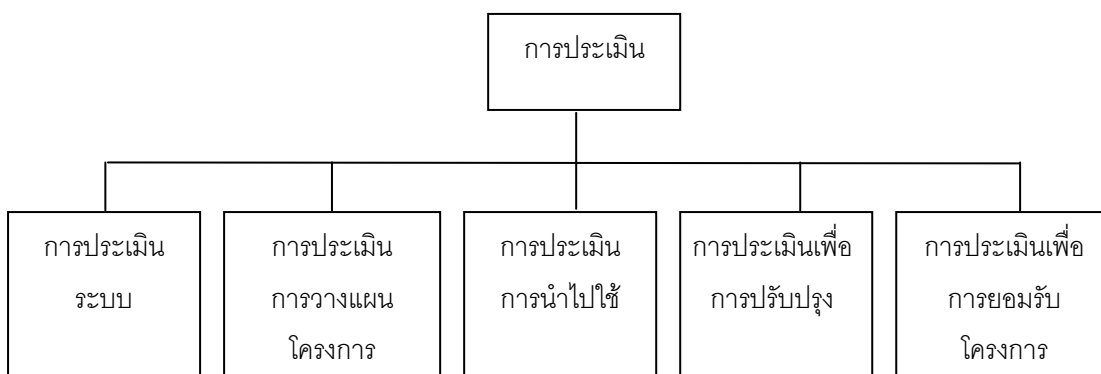 การประเมิน
การประเมิน
ระบบ
การประเมิน
การวางแผน
โครงการ
การประเมิน
การนำไปใช้
การประเมินเพื่อ
การปรับปรุง
การประเมินเพื่อ
การยอมรับ
โครงการ